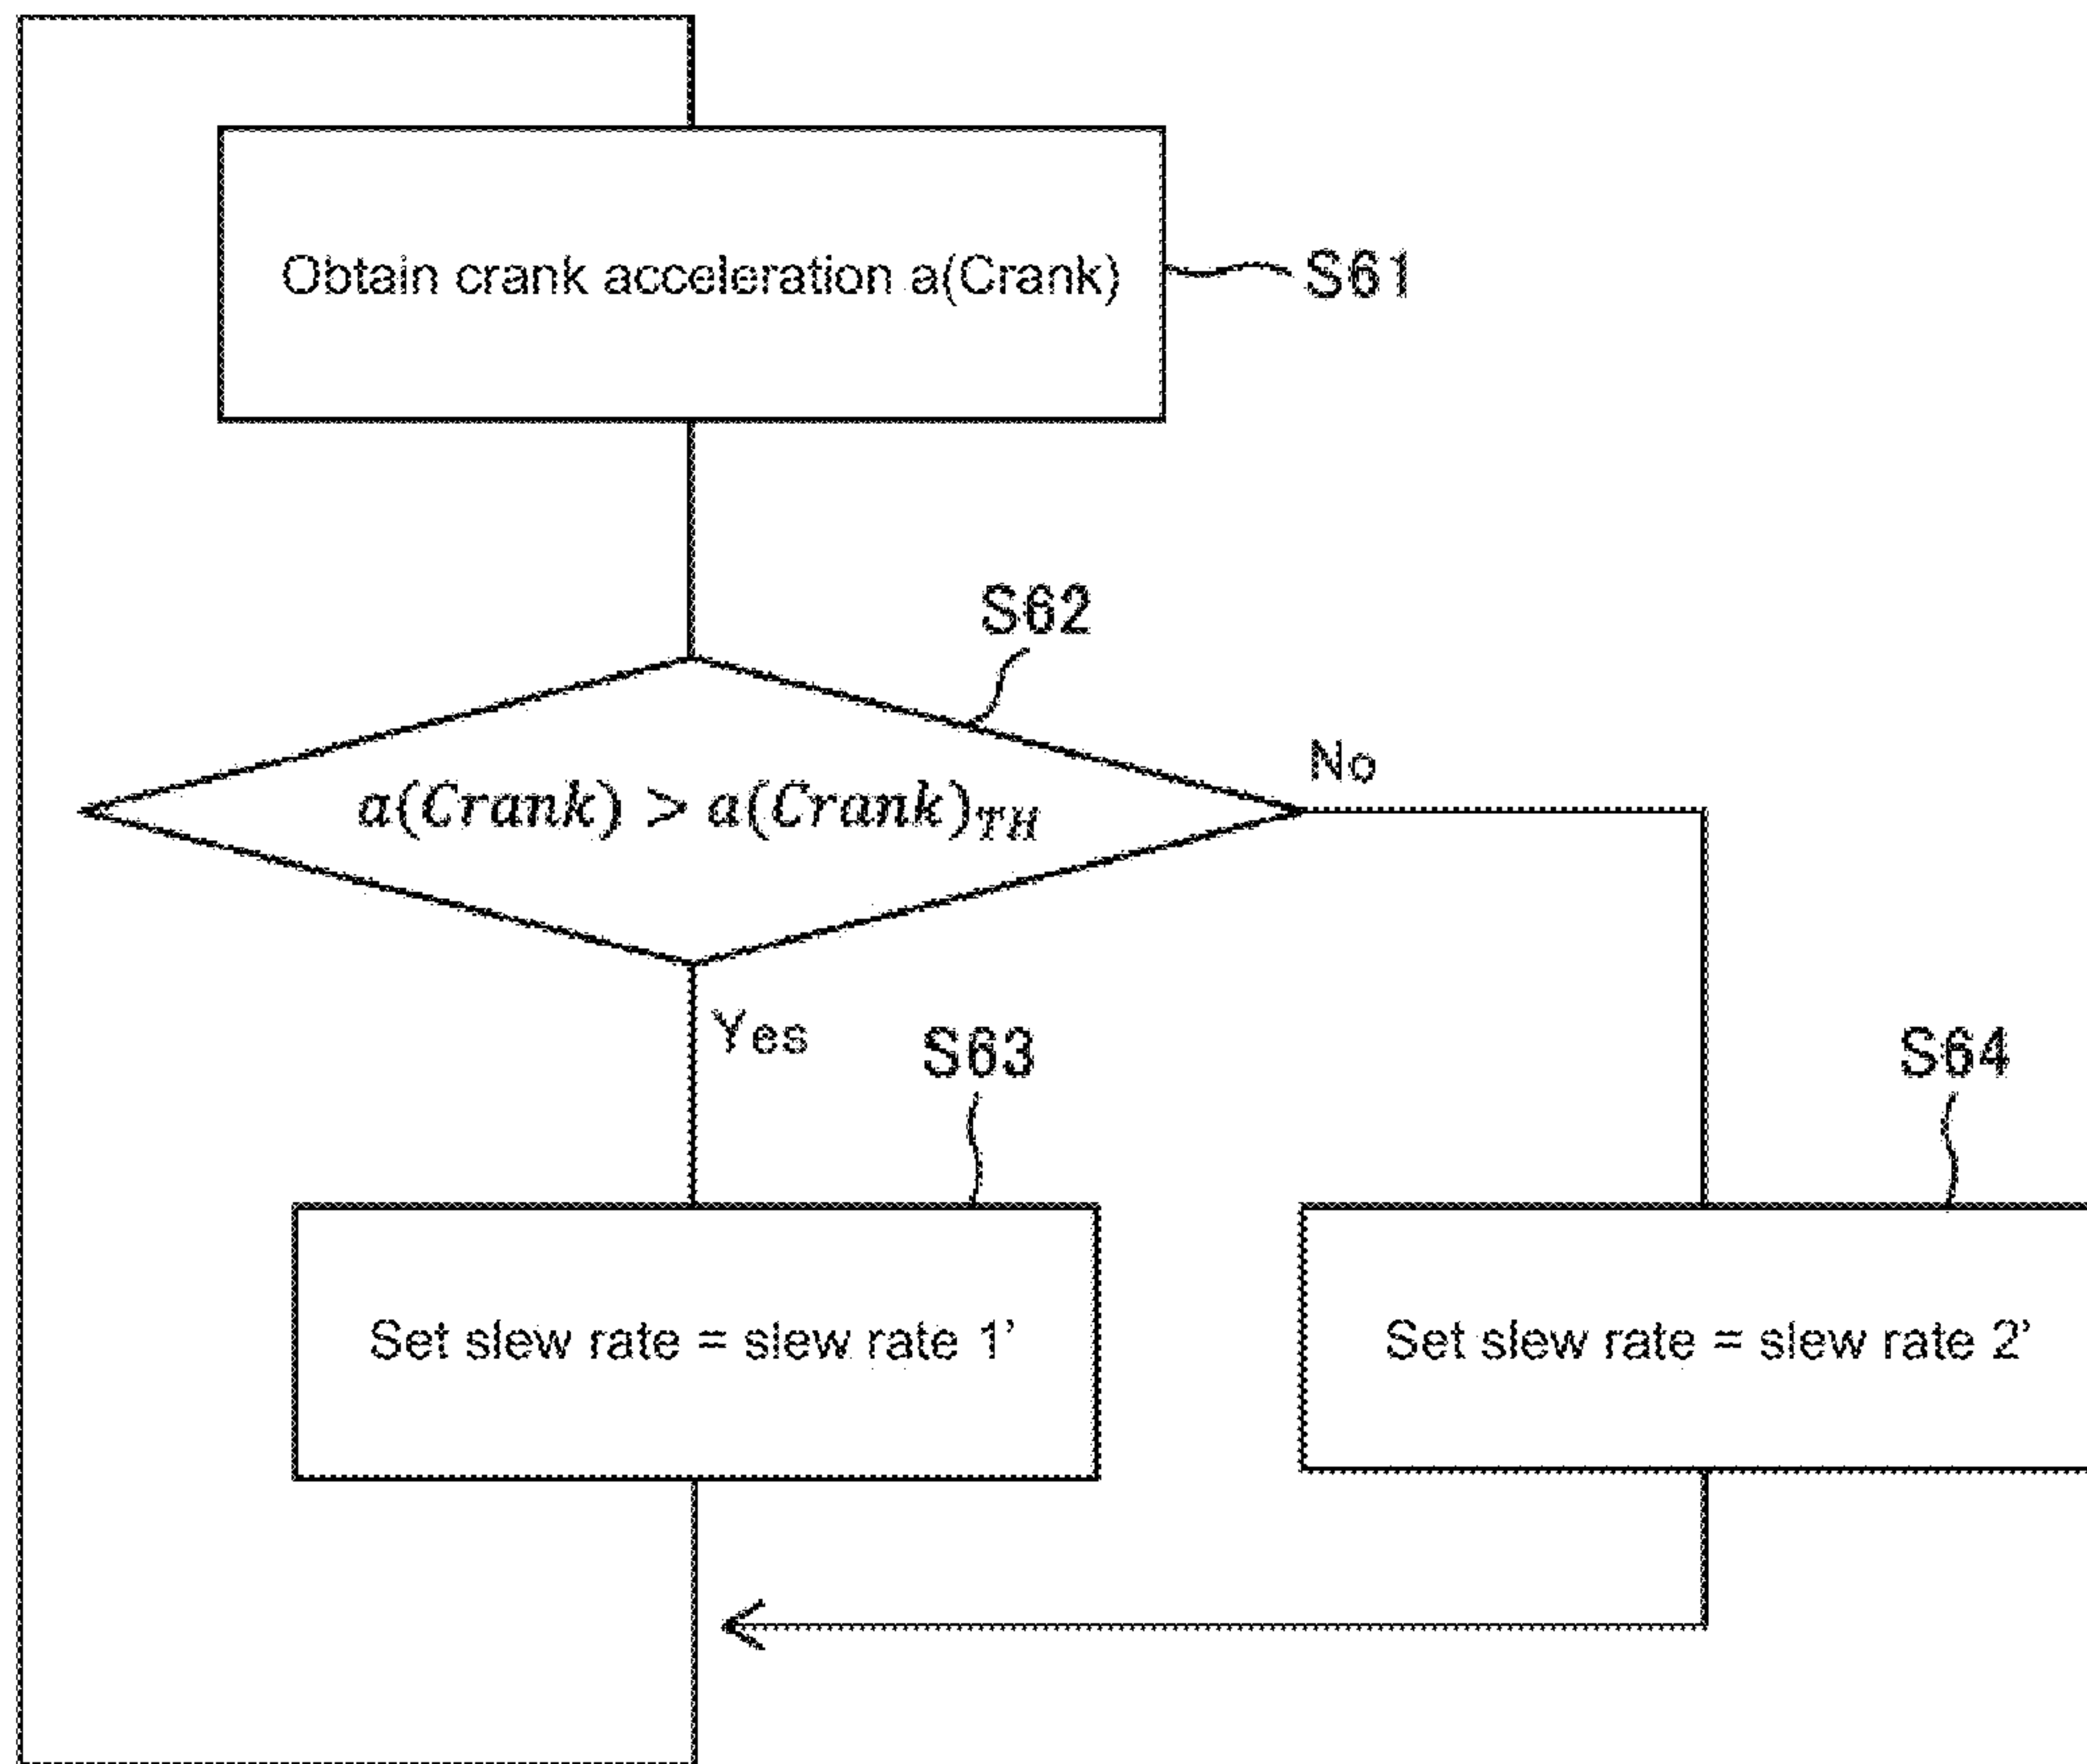 Obtain crank acceleration a(Crank)
S61
S62
a(Crank) > a(Crank)TH
No
Yes
S63
S64
Set slew rate = slew rate 1’
Set slew rate = slew rate 2’